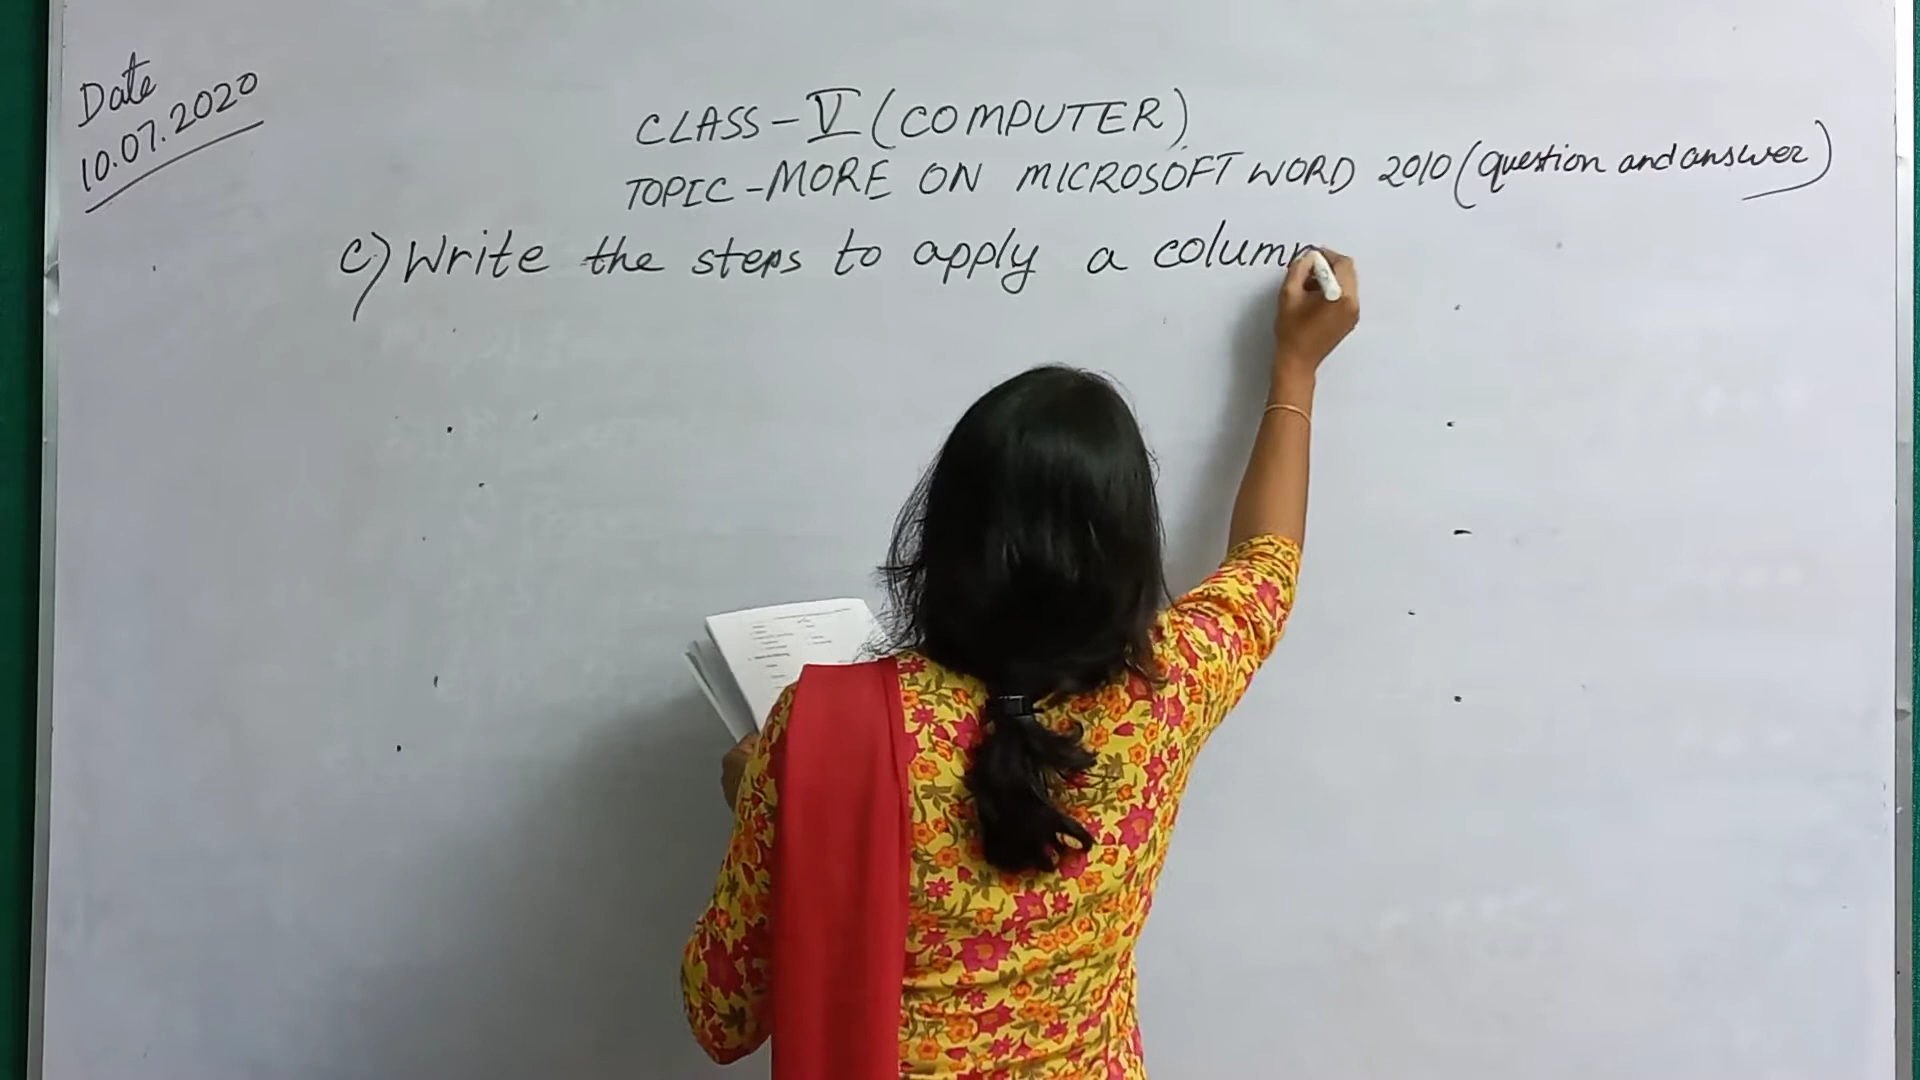 Date
10.07.2020
CLASS-V (COMPUTER)
TOPIC-MORE ON MICROSOFT WORD 2010 (question and answer)
c) Write the steps to apply a column